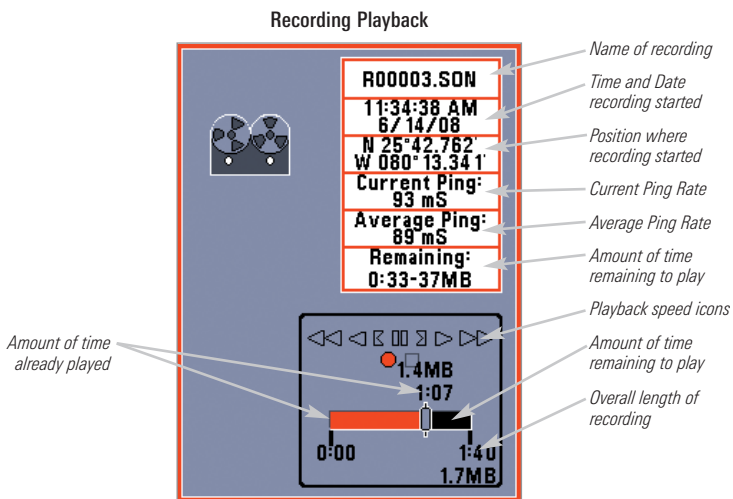 Recording Playback
R00003.SON
11:34:38 AM
6/14/08
N 25°42.762'
W 080°13.341'
Current Ping:
93 mS
Average Ping:
89 mS
Remaining:
0:33-37MB
Name of recording
Time and Date
recording started
Position where
recording started
Current Ping Rate
Average Ping Rate
Amount of time
remaining to play
Playback speed icons
Amount of time
remaining to play
Overall length of
recording
Amount of time
already played
1.4MB
1:07
0:00
1:40
1.7MB